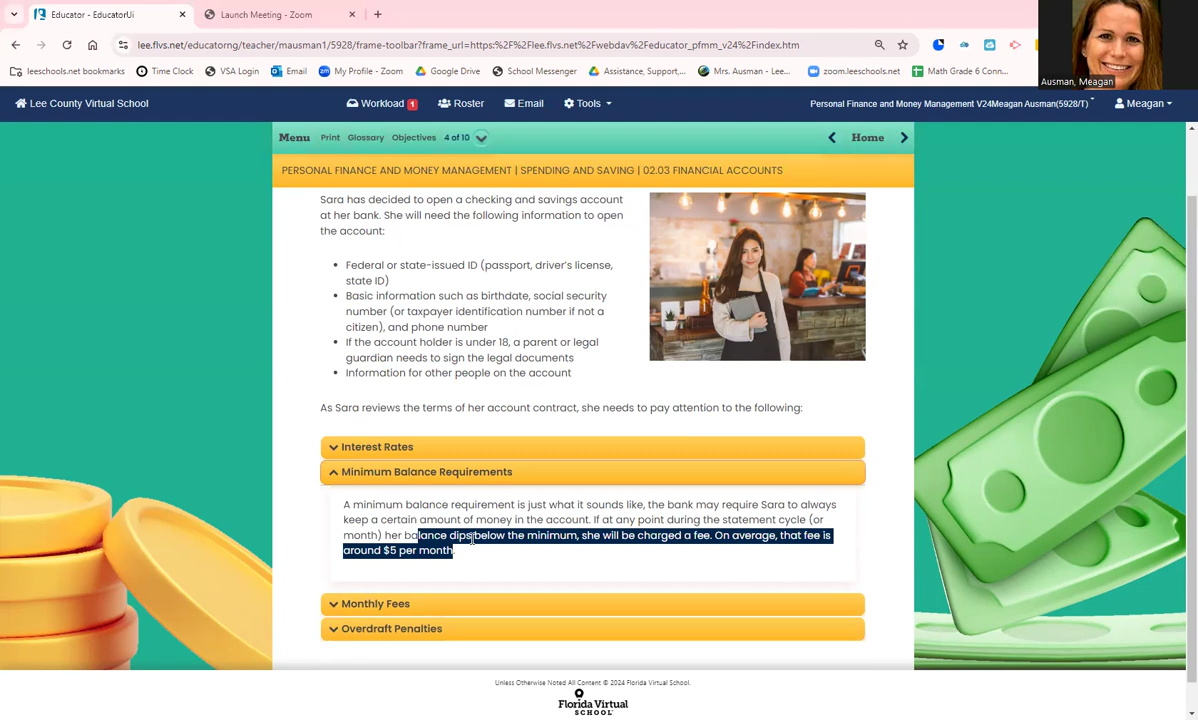 Educator - EducatorUi
Launch Meeting - Zoom
lee.flvs.net/educatorng/teacher/mausman1/5928/frame-toolbar?frame_url=https:%2F%2Flee.flvs.net%2Fwebdav%2Feducator_pfmm_v24%2Findex.htm
leeschools.net bookmarks
Time Clock
VSA Login
Email
My Profile - Zoom
Google Drive
School Messenger
Assistance, Support,...
Mrs. Ausman - Lee...
zoom.leeschools.net
Math Grade 6 Conn...
Ausman, Meagan
Lee County Virtual School
Workload 1
Roster
Email
Tools
Personal Finance and Money Management V24Meagan Ausman(5928/T)
Meagan
Menu Print Glossary Objectives 4 of 10
Home
PERSONAL FINANCE AND MONEY MANAGEMENT | SPENDING AND SAVING | 02.03 FINANCIAL ACCOUNTS
Sara has decided to open a checking and savings account
at her bank. She will need the following information to open
the account:
• Federal or state-issued ID (passport, driver's license,
state ID)
• Basic information such as birthdate, social security
number (or taxpayer identification number if not a
citizen), and phone number
• If the account holder is under 18, a parent or legal
guardian needs to sign the legal documents
• Information for other people on the account
As Sara reviews the terms of her account contract, she needs to pay attention to the following:
Interest Rates
Minimum Balance Requirements
A minimum balance requirement is just what it sounds like, the bank may require Sara to always
keep a certain amount of money in the account. If at any point during the statement cycle (or
month) her balance dips below the minimum, she will be charged a fee. On average, that fee is
around $5 per month.
Monthly Fees
Overdraft Penalties
Unless Otherwise Noted All Content © 2024 Florida Virtual School.
Florida Virtual
SCHOOL